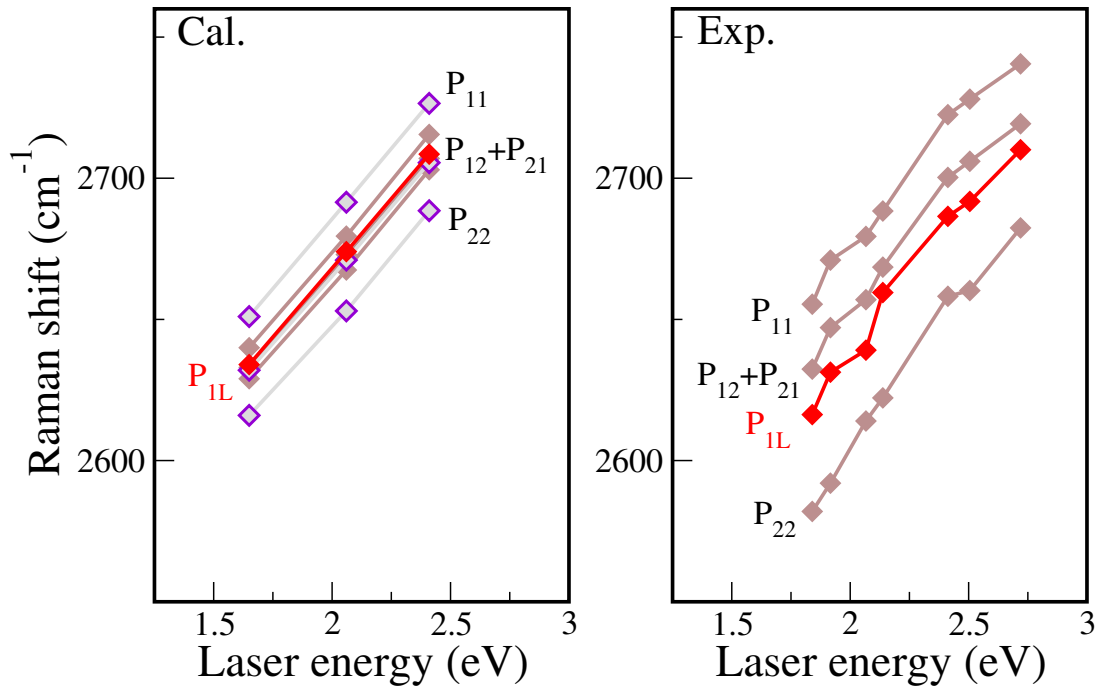 Cal.
P11
P12+P21
P22
P1L
2700
2600
Raman shift (cm-1)
1.5 2 2.5 3
Laser energy (eV)
Exp.
P11
P12+P21
P1L
P22
2700
2600
1.5 2 2.5 3
Laser energy (eV)